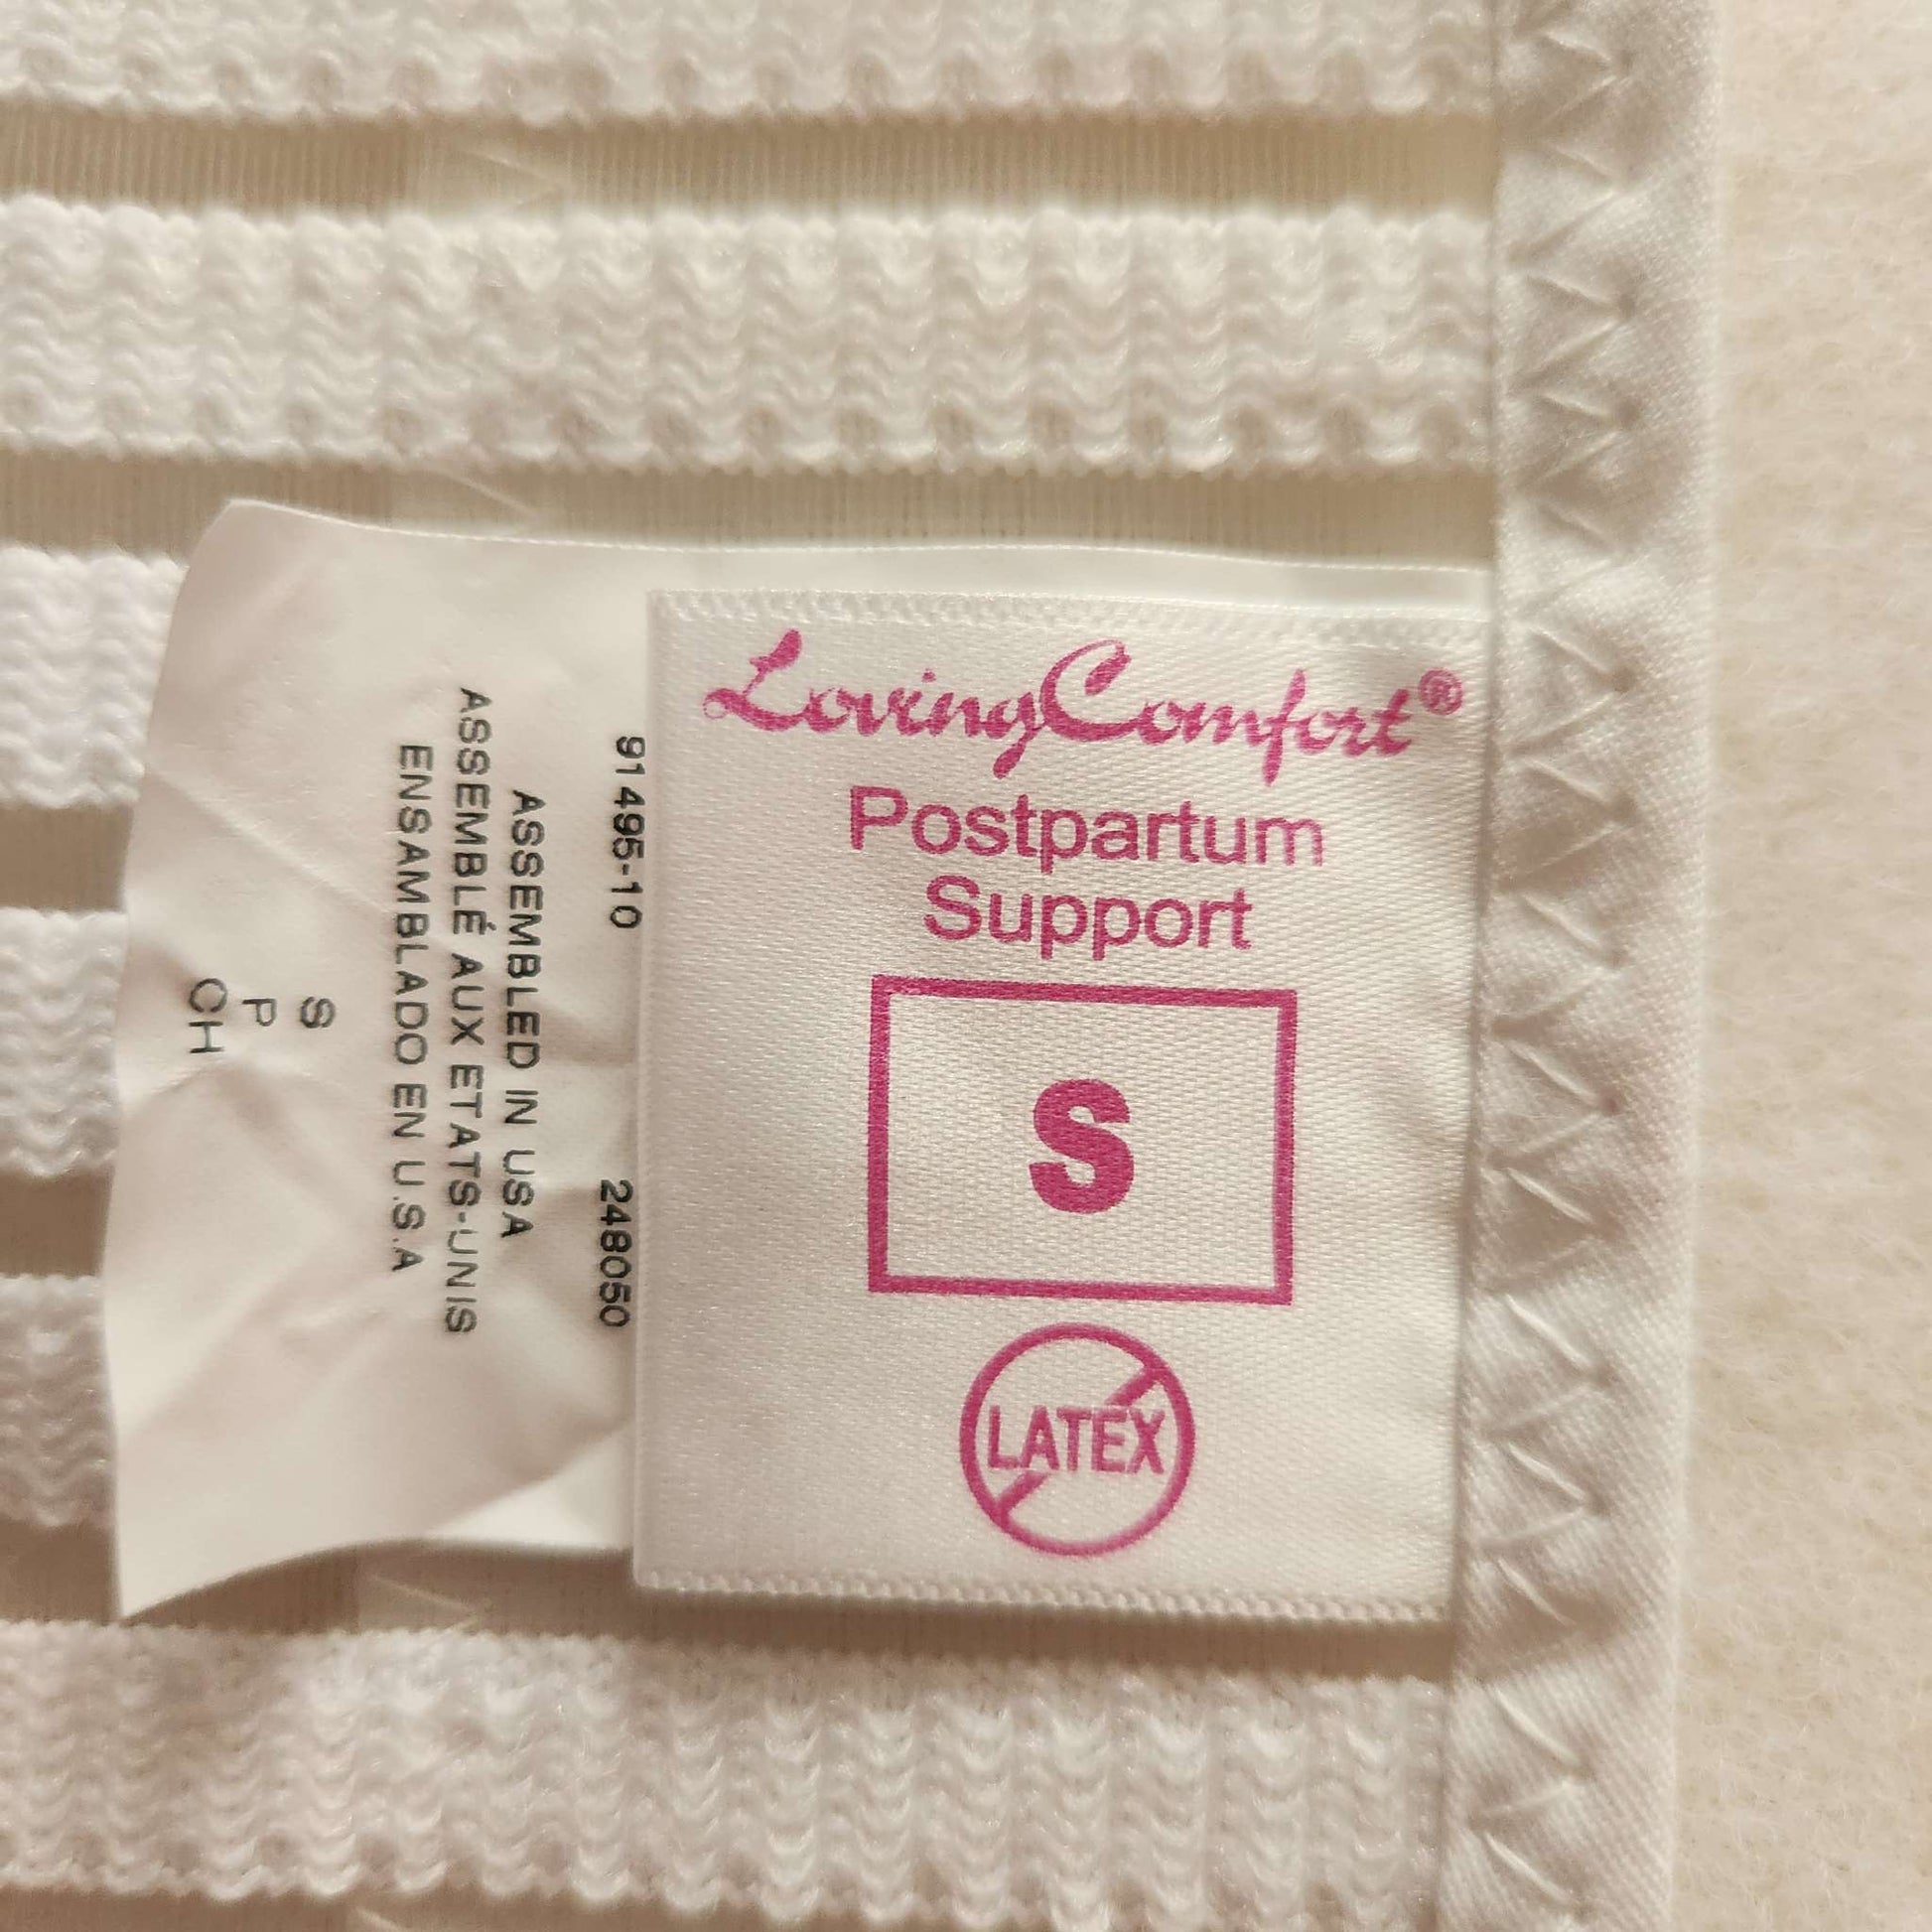 LovingComfort®
Postpartum
Support
S
LATEX
91495-10 248050
ASSEMBLED IN USA
ASSEMBLÉ AUX ETATS-UNIS
ENSAMBLADO EN U.S.A
S
P
CH